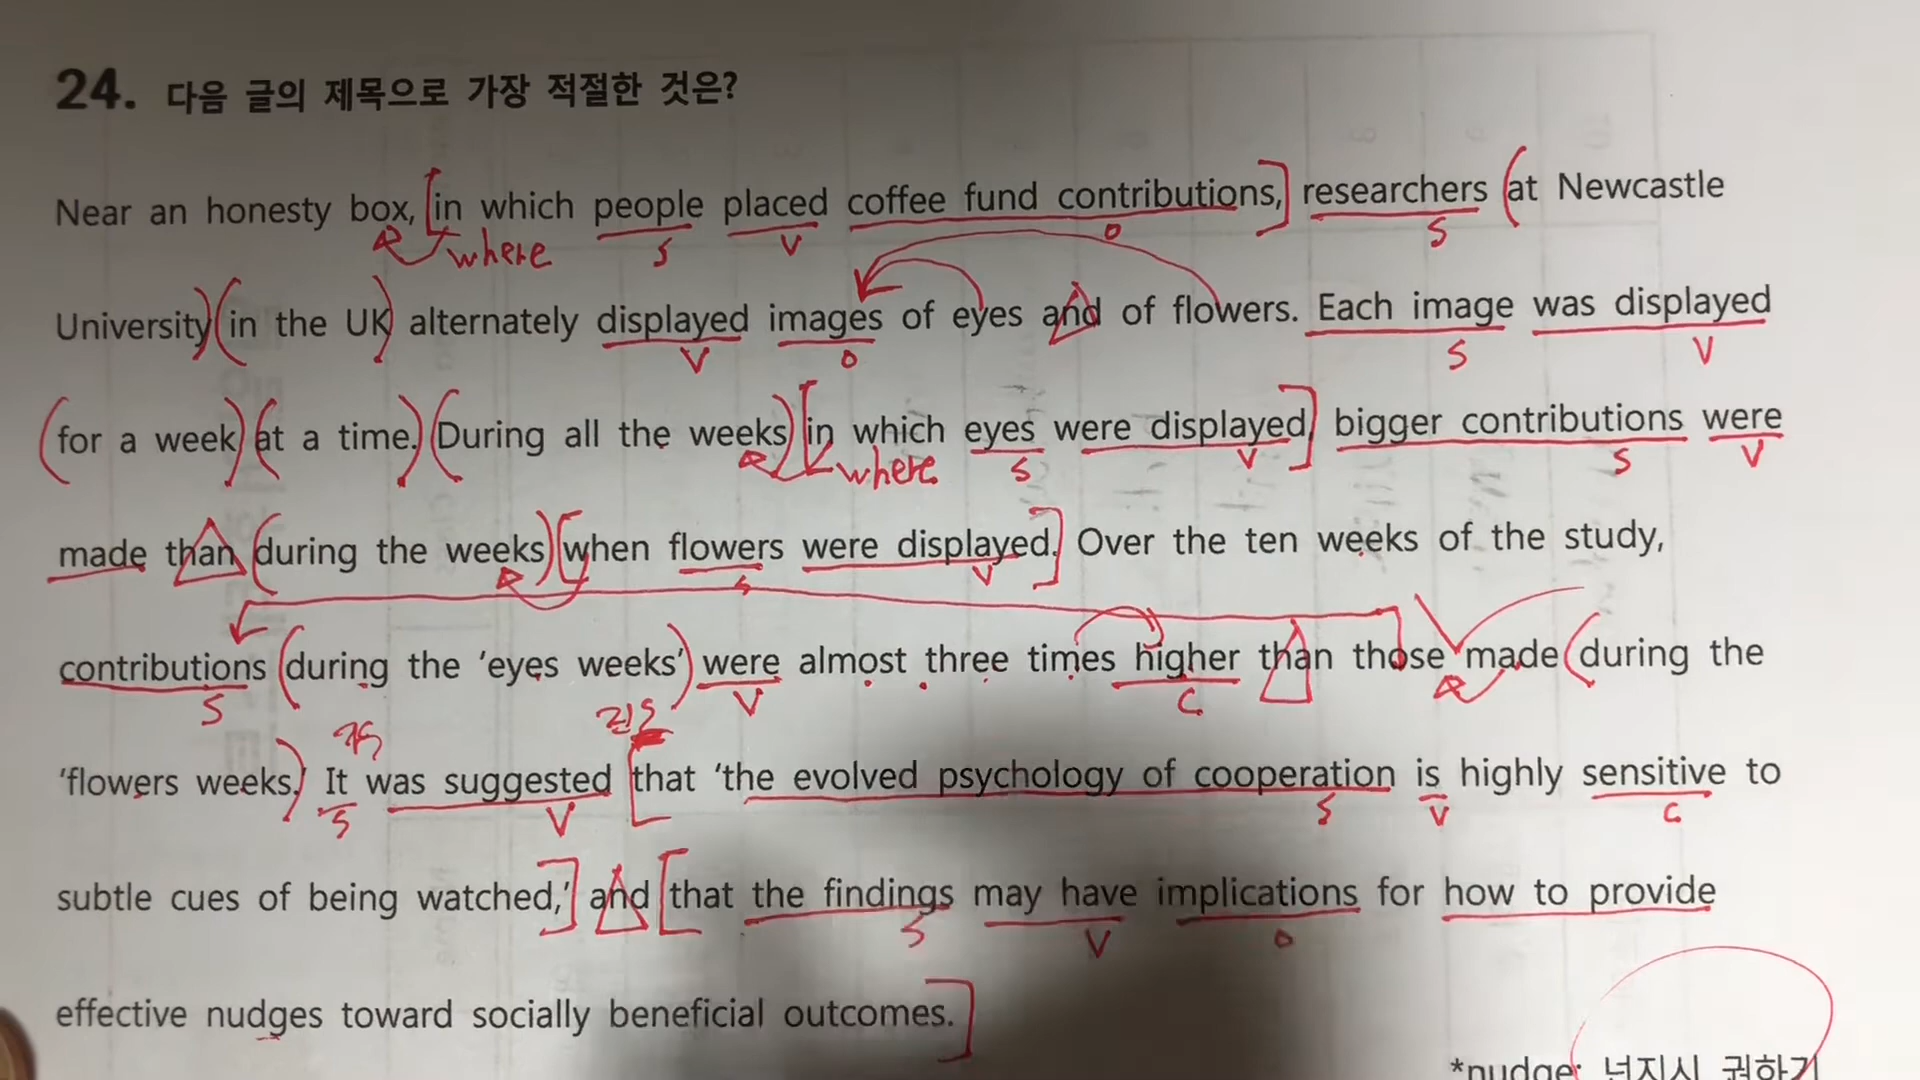 24. 다음 글의 제목으로 가장 적절한 것은?
Near an honesty box, [in which people placed coffee fund contributions,] researchers (at Newcastle
where S V O S
University) (in the UK) alternately displayed images of eyes and of flowers. Each image was displayed
V O S V
(for a week) (at a time.) (During all the weeks) [in which eyes were displayed] bigger contributions were
where S V S V
made than (during the weeks) [when flowers were displayed.] Over the ten weeks of the study,
S V
contributions (during the 'eyes weeks') were almost three times higher than those made (during the
S V C
가주 진주
'flowers weeks.') It was suggested [that 'the evolved psychology of cooperation is highly sensitive to
S V S V C
subtle cues of being watched,'] and [that the findings may have implications for how to provide
S V O
effective nudges toward socially beneficial outcomes.]
*nudge: 넌지시 권하기